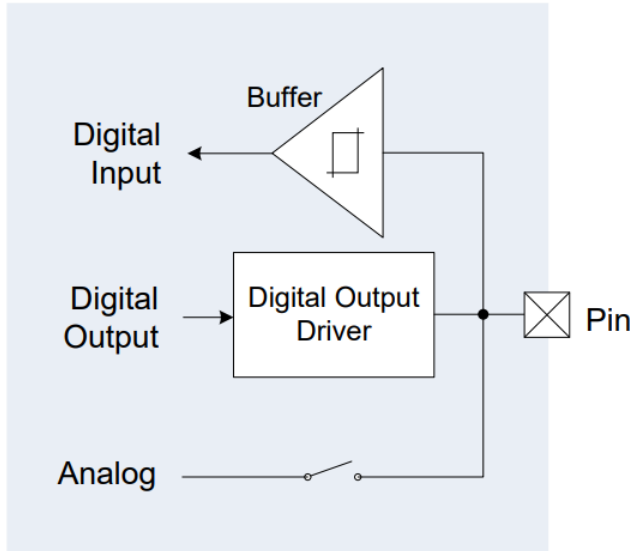 Buffer
Digital
Input
Digital
Output
Digital Output
Driver
Pin
Analog